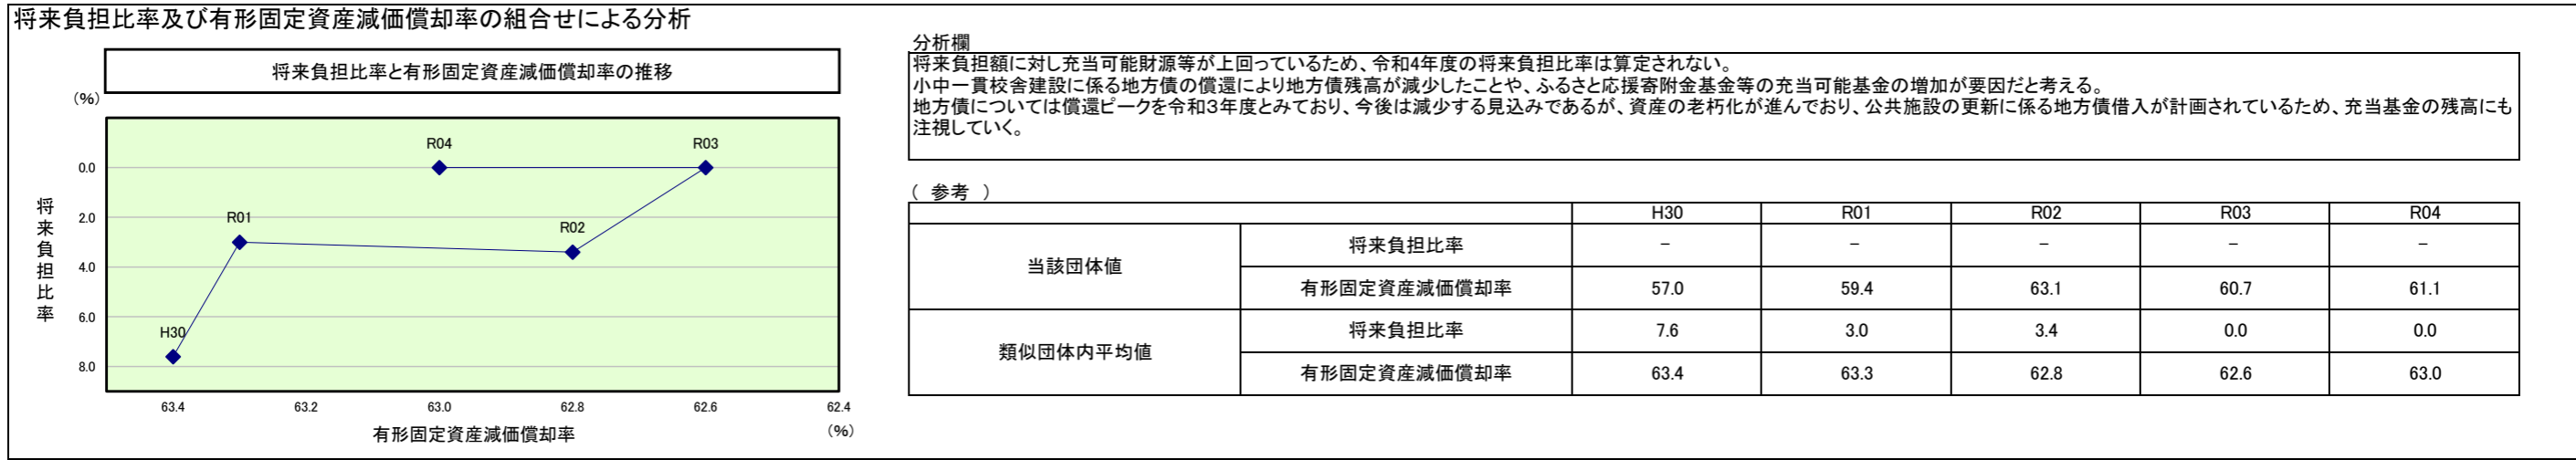 将来負担比率及び有形固定資産減価償却率の組合せによる分析
将来負担比率と有形固定資産減価償却率の推移
(%)
0.0
2.0
4.0
6.0
8.0
将来負担比率
R04
R03
R01
R02
H30
63.4 63.2 63.0 62.8 62.6 62.4
有形固定資産減価償却率
(%)
分析欄
将来負担額に対し充当可能財源等が上回っているため、令和4年度の将来負担比率は算定されない。
小中一貫校舎建設に係る地方債の償還により地方債残高が減少したことや、ふるさと応援寄附金基金等の充当可能基金の増加が要因だと考える。
地方債については償還ピークを令和3年度とみており、今後は減少する見込みであるが、資産の老朽化が進んでおり、公共施設の更新に係る地方債借入が計画されているため、充当基金の残高にも
注視していく。
( 参考 )
H30 R01 R02 R03 R04
当該団体値
将来負担比率 － － － － －
有形固定資産減価償却率 57.0 59.4 63.1 60.7 61.1
類似団体内平均値
将来負担比率 7.6 3.0 3.4 0.0 0.0
有形固定資産減価償却率 63.4 63.3 62.8 62.6 63.0